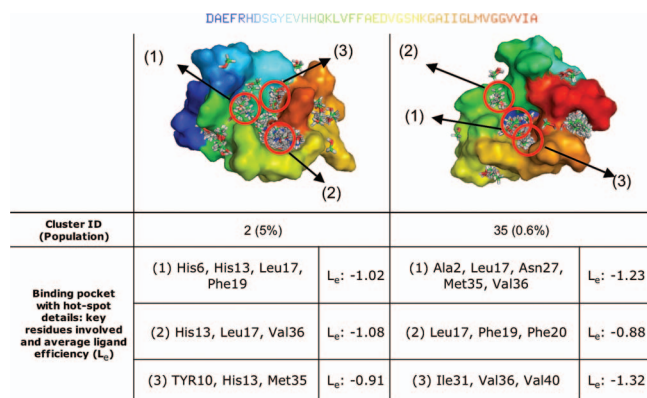 DAEFRHDSGYEVHHQKLVFFAEDVGSNKGAIIGLMVGGVVIA
(1)
(3)
(2)
(2)
(1)
(3)
Cluster ID
(Population)
2 (5%)
35 (0.6%)
Binding pocket
with hot-spot
details: key
residues involved
and average ligand
efficiency (Le)
(1) His6, His13, Leu17,
Phe19
Le: -1.02
(1) Ala2, Leu17, Asn27,
Met35, Val36
Le: -1.23
(2) His13, Leu17, Val36
Le: -1.08
(2) Leu17, Phe19, Phe20
Le: -0.88
(3) TYR10, His13, Met35
Le: -0.91
(3) Ile31, Val36, Val40
Le: -1.32